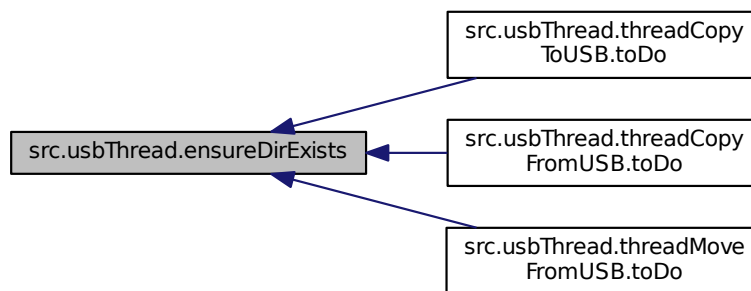 src.usbThread.threadCopy
ToUSB.toDo
src.usbThread.ensureDirExists
src.usbThread.threadCopy
FromUSB.toDo
src.usbThread.threadMove
FromUSB.toDo